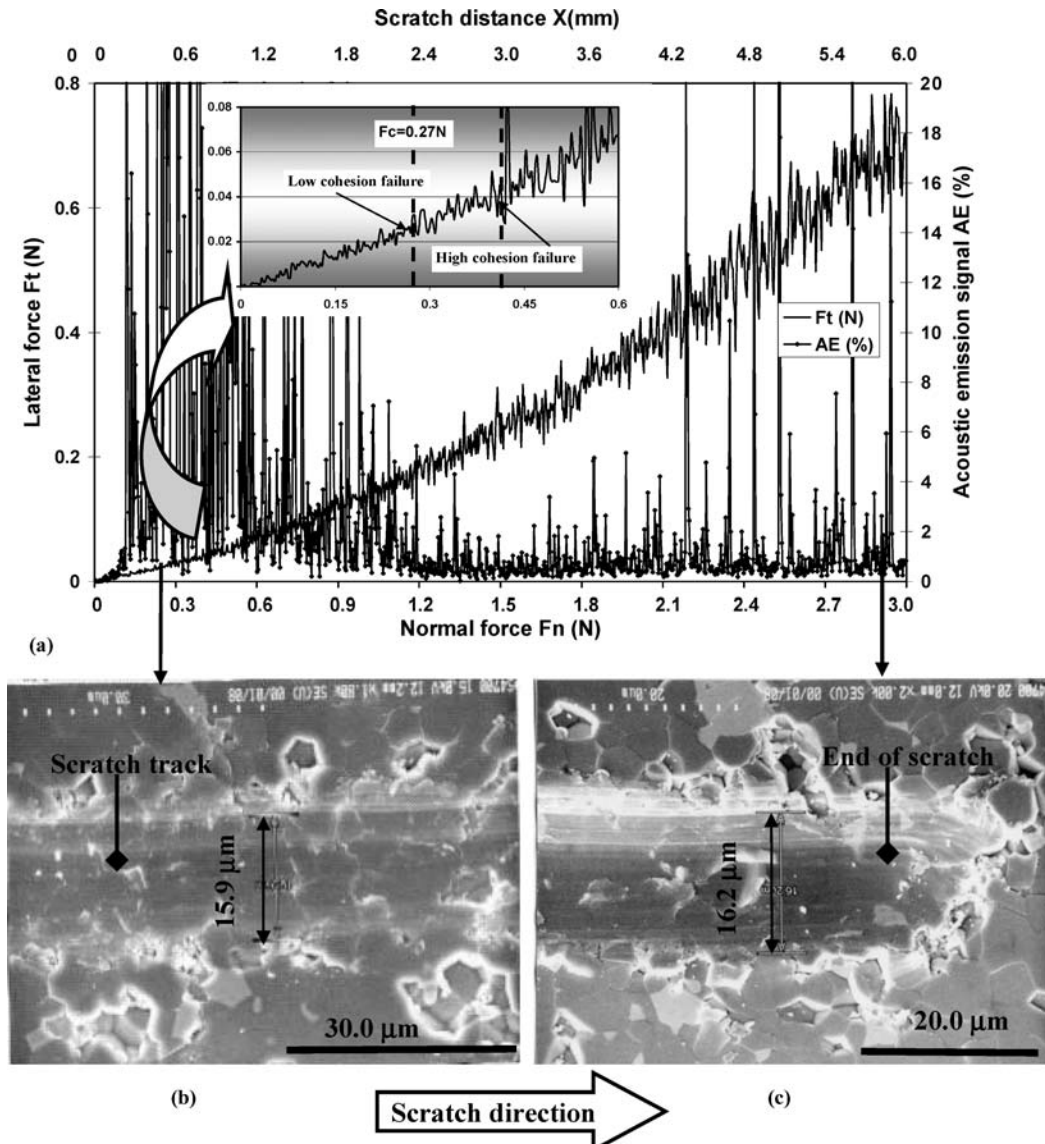 Scratch distance X(mm)
0 0.6 1.2 1.8 2.4 3.0 3.6 4.2 4.8 5.4 6.0
0.8
0.6
0.4
0.2
0
Lateral force Ft (N)
0.08
0.06
0.04
0.02
0 0.15 0.3 0.45 0.6
Fc=0.27N
Low cohesion failure
High cohesion failure
Ft (N)
AE (%)
20
18
16
14
12
10
8
6
4
2
0
Acoustic emission signal AE (%)
0 0.3 0.6 0.9 1.2 1.5 1.8 2.1 2.4 2.7 3.0
Normal force Fn (N)
(a)
Scratch track
15.9 µm
30.0 µm
(b)
End of scratch
16.2 µm
20.0 µm
(c)
Scratch direction